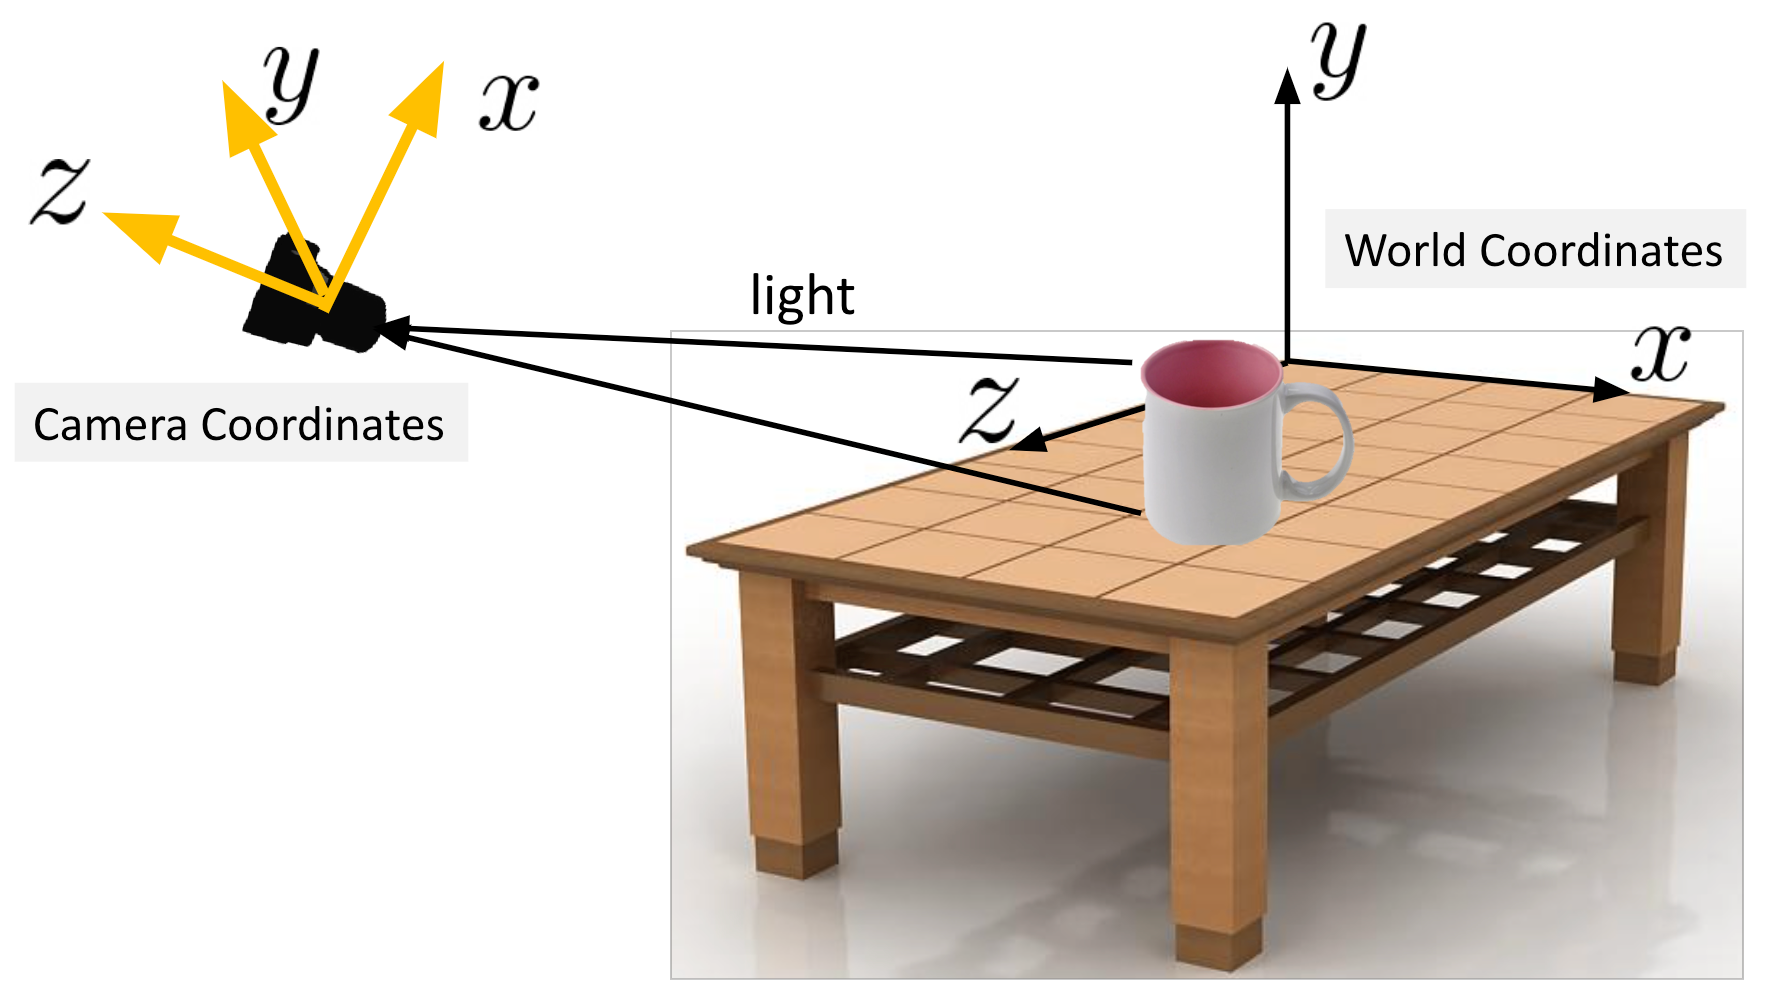 y
x
z
y
World Coordinates
light
x
z
Camera Coordinates